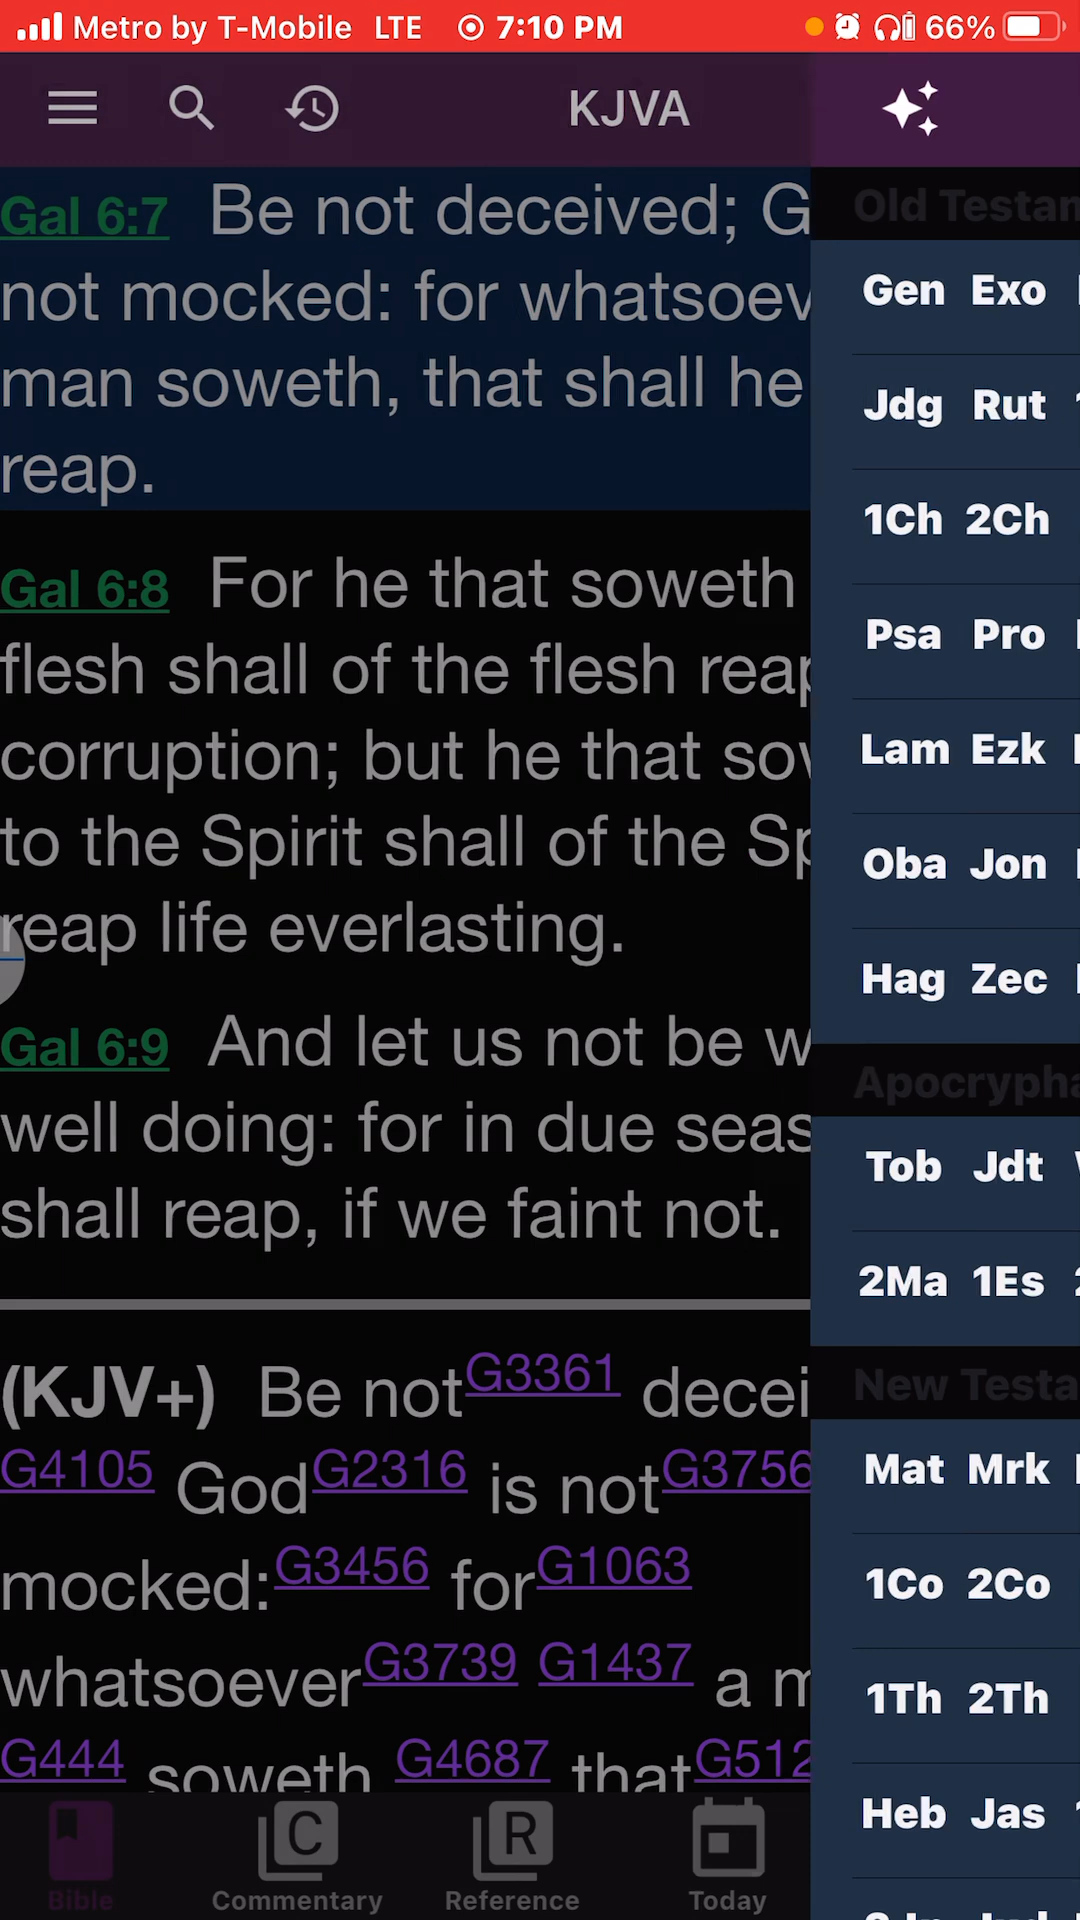 Metro by T-Mobile LTE 7:10 PM 66%
KJVA
Gal 6:7 Be not deceived; G
not mocked: for whatsoev
man soweth, that shall he
reap.
Gal 6:8 For he that soweth
flesh shall of the flesh reap
corruption; but he that sow
to the Spirit shall of the Sp
reap life everlasting.
Gal 6:9 And let us not be w
well doing: for in due seas
shall reap, if we faint not.
(KJV+) Be notG3361 decei
G4105 GodG2316 is notG3756
mocked:G3456 forG1063
whatsoeverG3739 G1437 a m
G444 soweth, G4687 thatG512
Bible Commentary Reference Today
C R
Old Testan
Gen Exo
Jdg Rut
1Ch 2Ch
Psa Pro
Lam Ezk
Oba Jon
Hag Zec
Apocrypha
Tob Jdt
2Ma 1Es
New Testa
Mat Mrk
1Co 2Co
1Th 2Th
Heb Jas